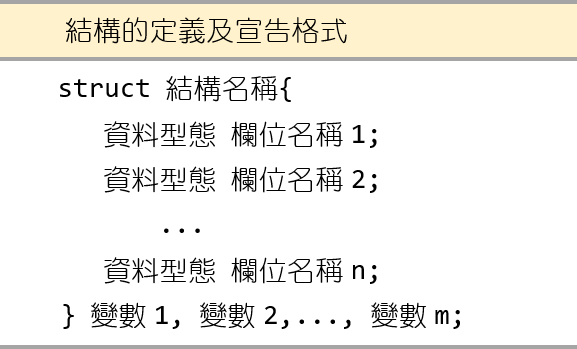 結構的定義及宣告格式
struct 結構名稱{
資料型態 欄位名稱1;
資料型態 欄位名稱2;
...
資料型態 欄位名稱n;
} 變數1, 變數2,..., 變數m;